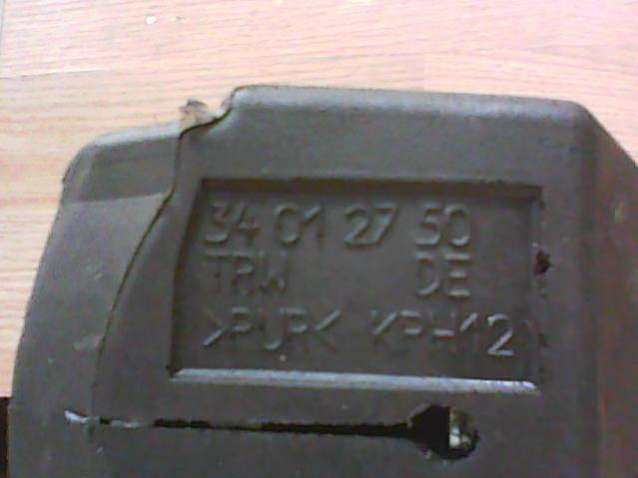 34 01 27 50
TRW DE
>PUR< KPH12